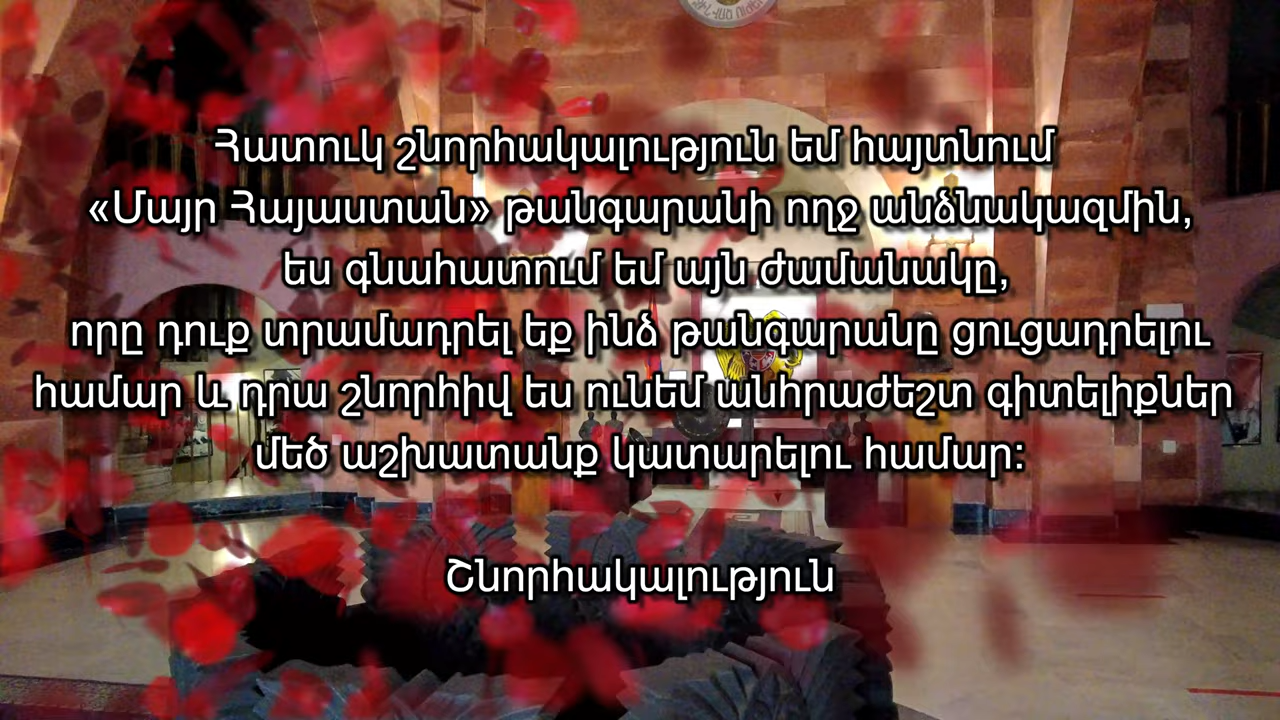 Հատուկ շնորհակալություն եմ հայտնում
«Մայր Հայաստան» թանգարանի ողջ անձնակազմին,
ես գնահատում եմ այն ժամանակը,
որը դուք տրամադրել եք ինձ թանգարանը ցուցադրելու
համար և դրա շնորհիվ ես ունեմ անհրաժեշտ գիտելիքներ
մեծ աշխատանք կատարելու համար:
Շնորհակալություն